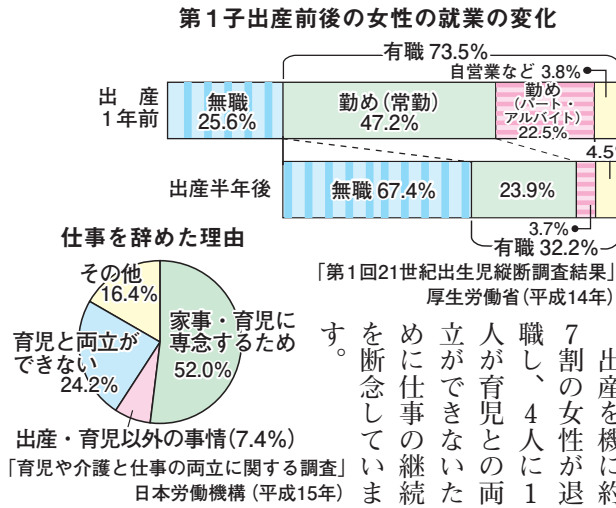 第1子出産前後の女性の就業の変化
有職 73.5%
自営業など 3.8%
出産
1年前
無職
25.6%
勤め(常勤)
47.2%
勤め
(パート・
アルバイト)
22.5%
4.5
出産半年後
無職 67.4%
23.9%
3.7%
有職 32.2%
「第1回21世紀出生児縦断調査結果」
厚生労働省(平成14年)
仕事を辞めた理由
その他
16.4%
家事・育児に
専念するため
52.0%
育児と両立が
できない
24.2%
出産・育児以外の事情(7.4%)
「育児や介護と仕事の両立に関する調査」
日本労働機構(平成15年)
出産を機に約
7割の女性が退
職し、4人に1
人が育児との両
立ができないた
めに仕事の継続
を断念していま
す。